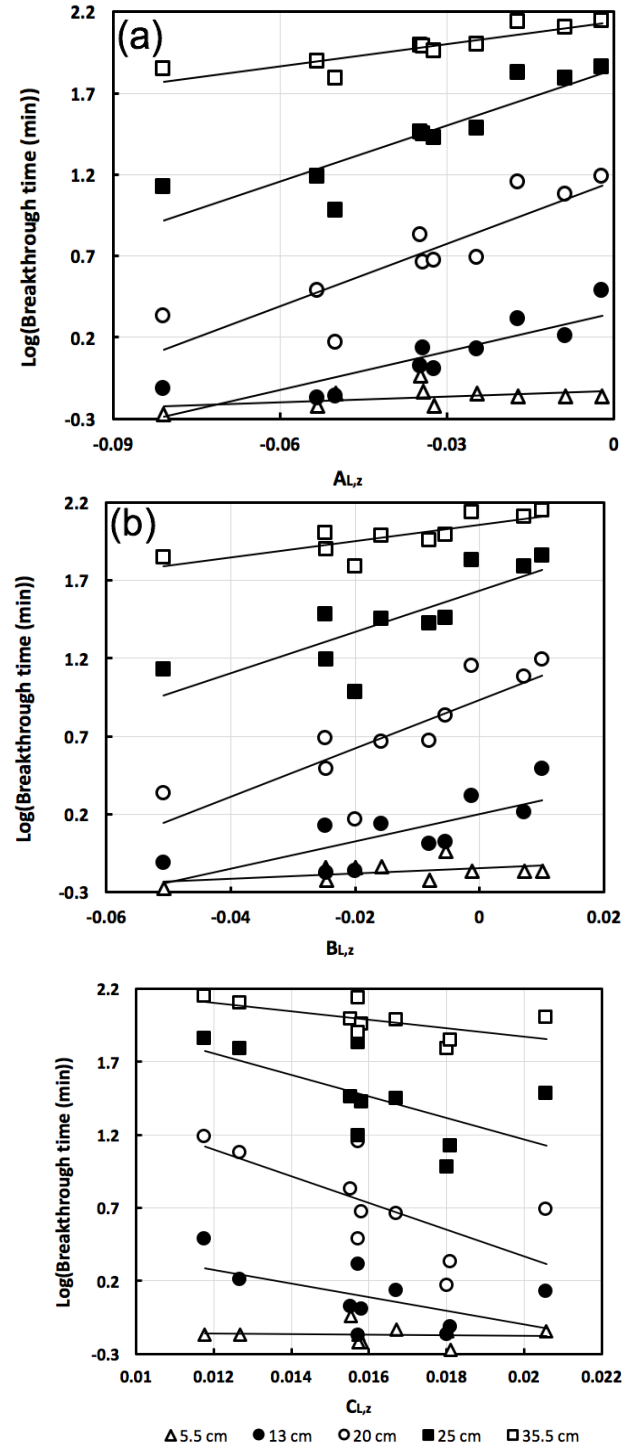 (a)
2.2
1.7
1.2
0.7
0.2
-0.3
Log(Breakthrough time (min))
-0.09 -0.06 -0.03 0
AL,z
(b)
2.2
1.7
1.2
0.7
0.2
-0.3
Log(Breakthrough time (min))
-0.06 -0.04 -0.02 0 0.02
BL,z
2.2
1.7
1.2
0.7
0.2
-0.3
Log(Breakthrough time (min))
0.01 0.012 0.014 0.016 0.018 0.02 0.022
CL,z
5.5 cm 13 cm 20 cm 25 cm 35.5 cm